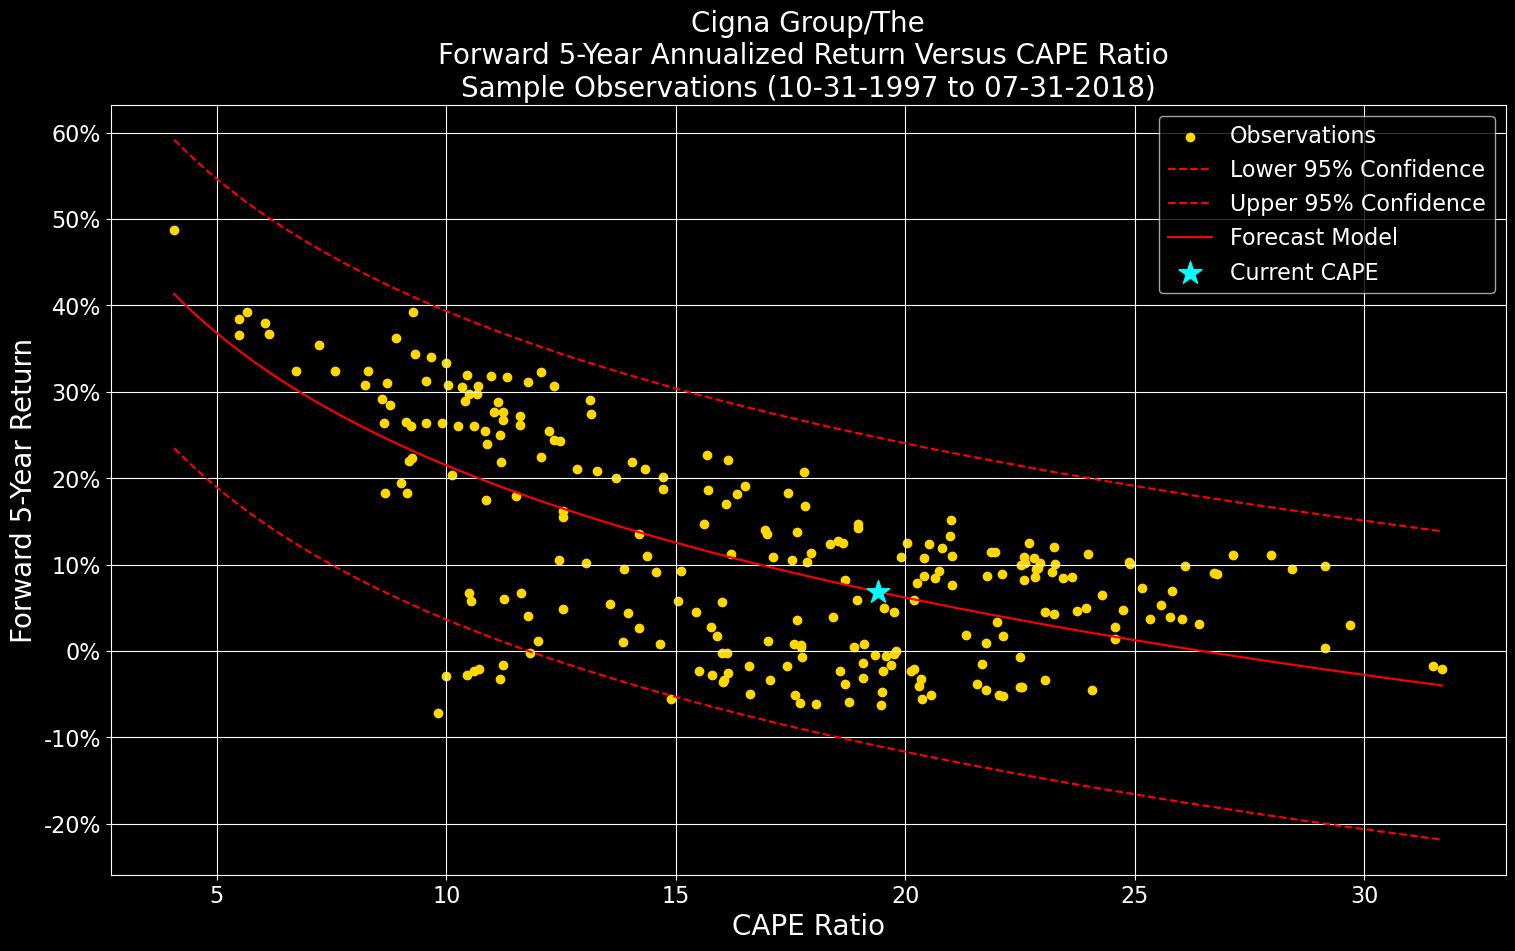 Cigna Group/The
Forward 5-Year Annualized Return Versus CAPE Ratio
Sample Observations (10-31-1997 to 07-31-2018)
60%
50%
40%
30%
20%
10%
0%
-10%
-20%
Forward 5-Year Return
Observations
Lower 95% Confidence
Upper 95% Confidence
Forecast Model
Current CAPE
5
10
15
20
25
30
CAPE Ratio